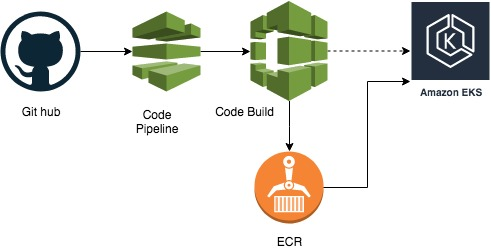 Git hub
Code
Pipeline
Code Build
K
Amazon EKS
ECR